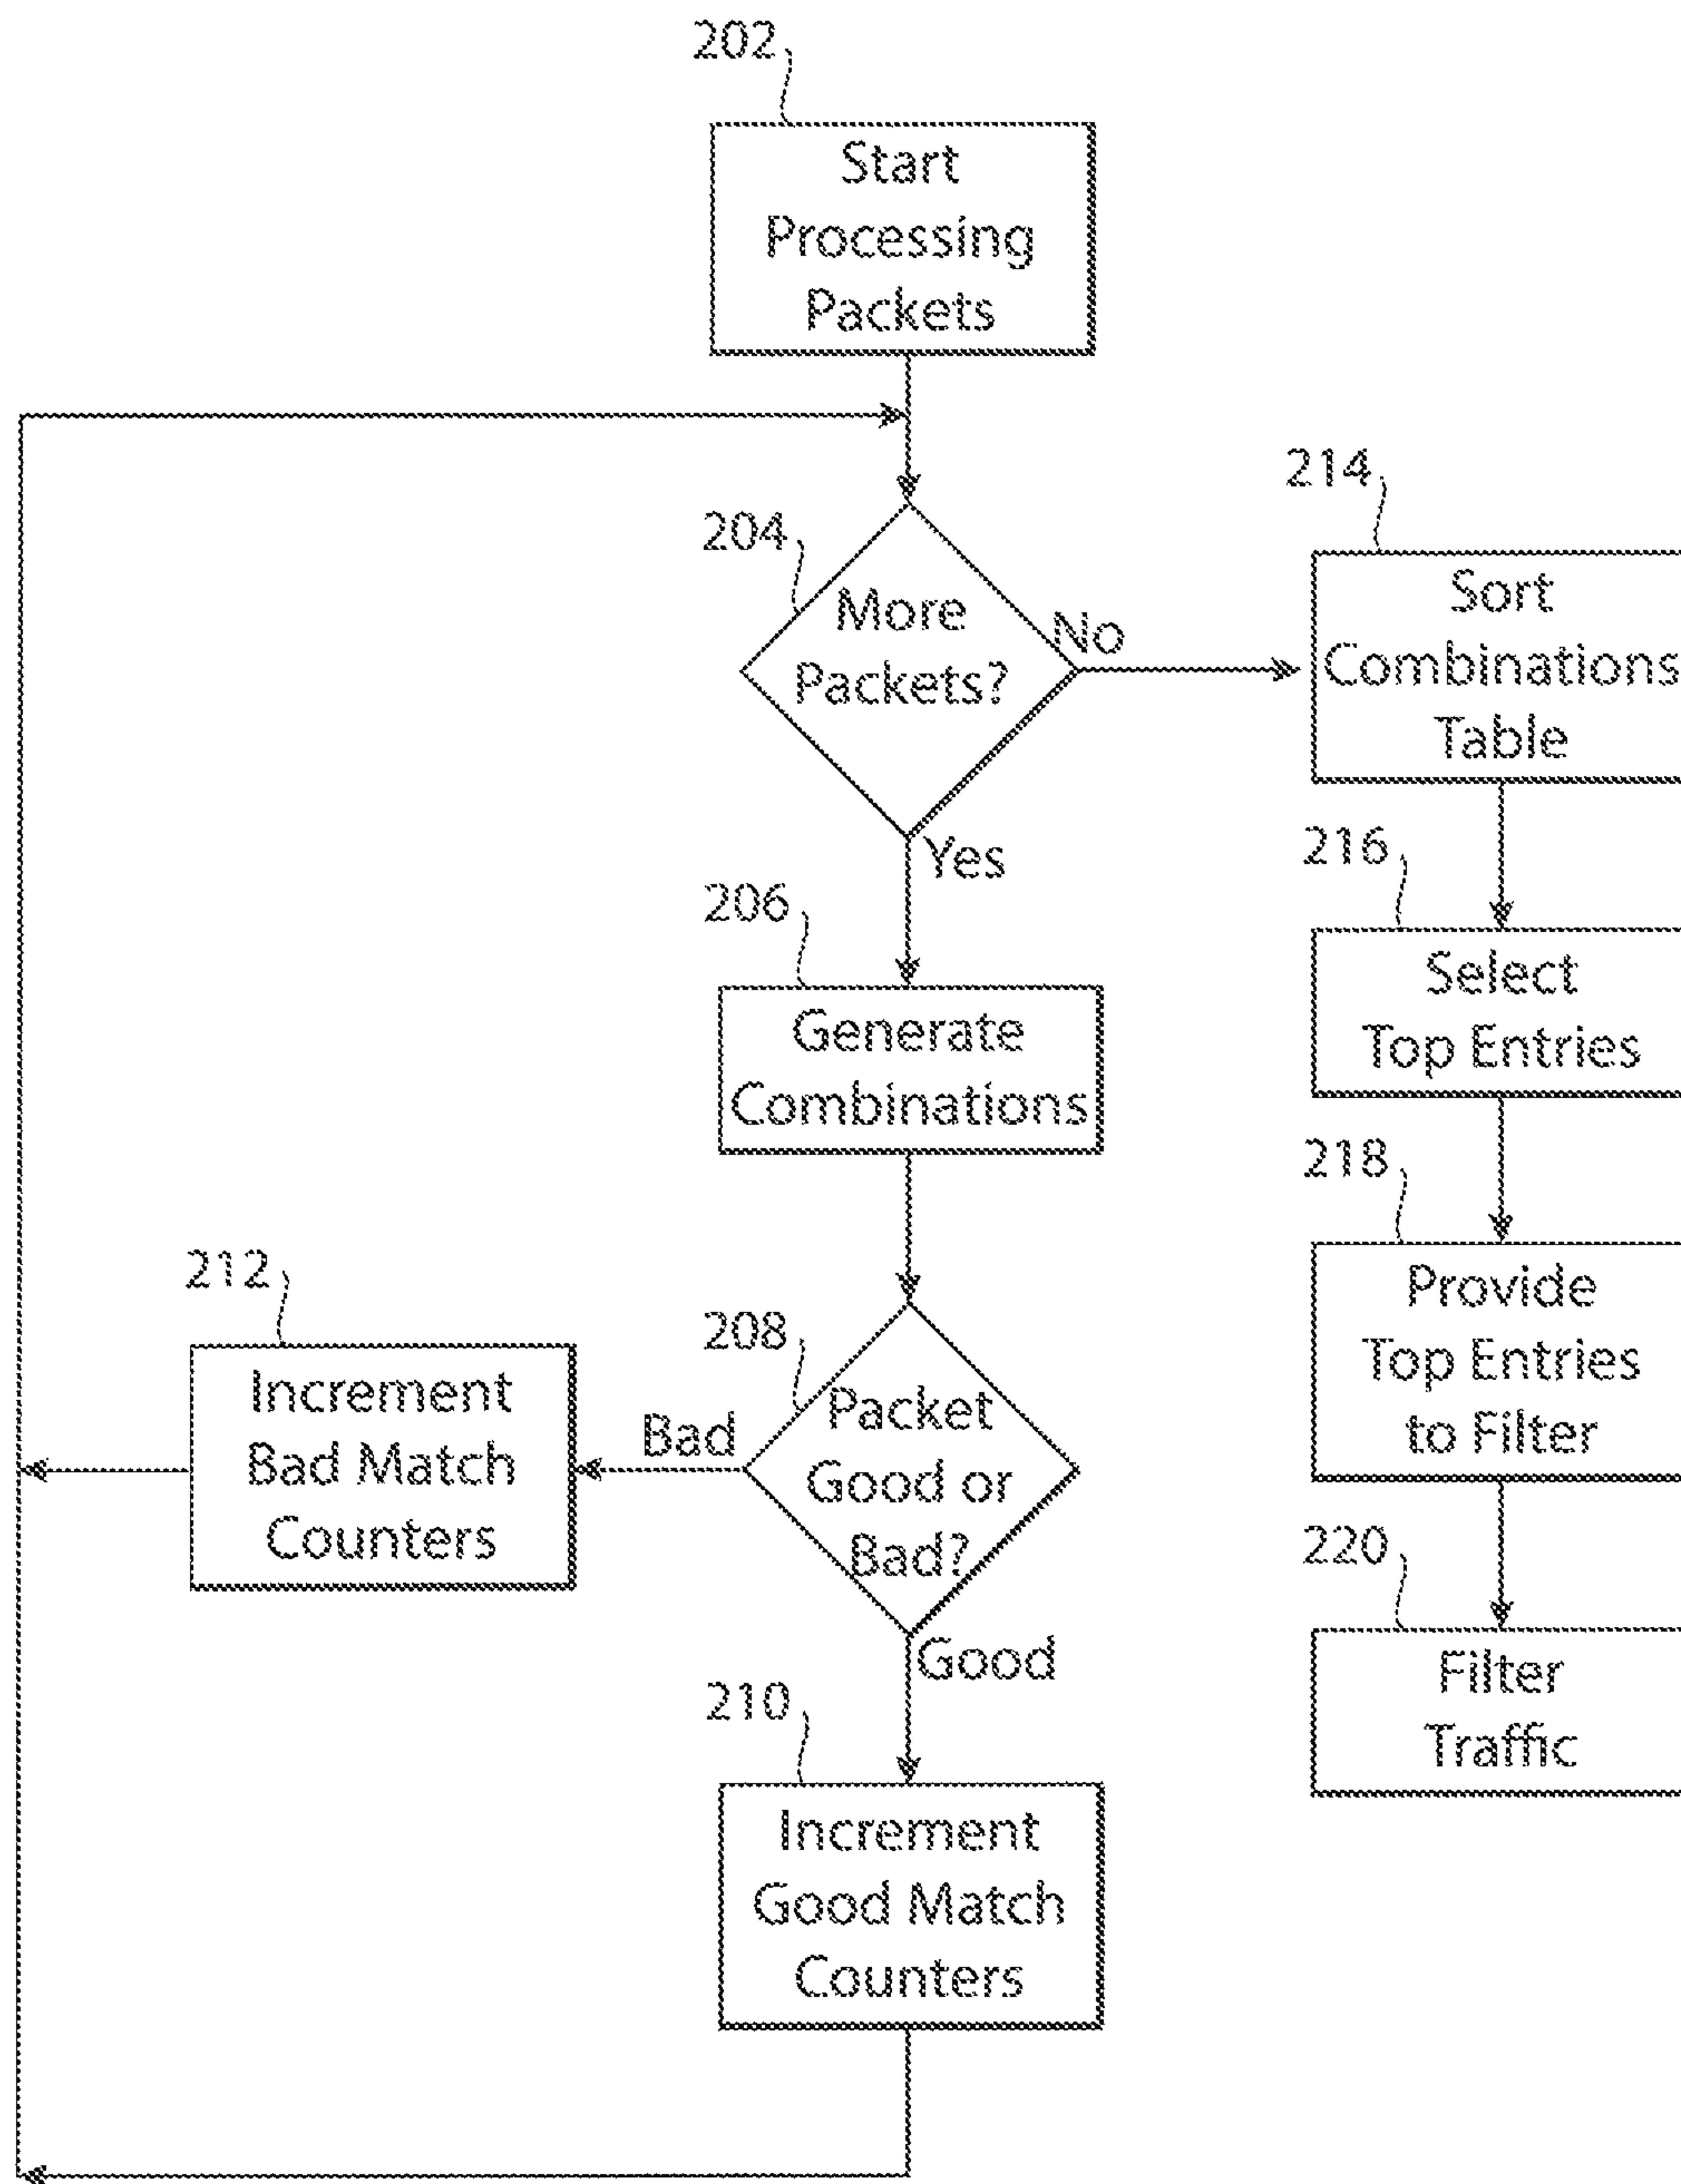 202
Start
Processing
Packets
204
More
Packets?
No
Yes
206
Generate
Combinations
208
Packet
Good or
Bad?
Bad
Good
212
Increment
Bad Match
Counters
210
Increment
Good Match
Counters
214
Sort
Combinations
Table
216
Select
Top Entries
218
Provide
Top Entries
to Filter
220
Filter
Traffic